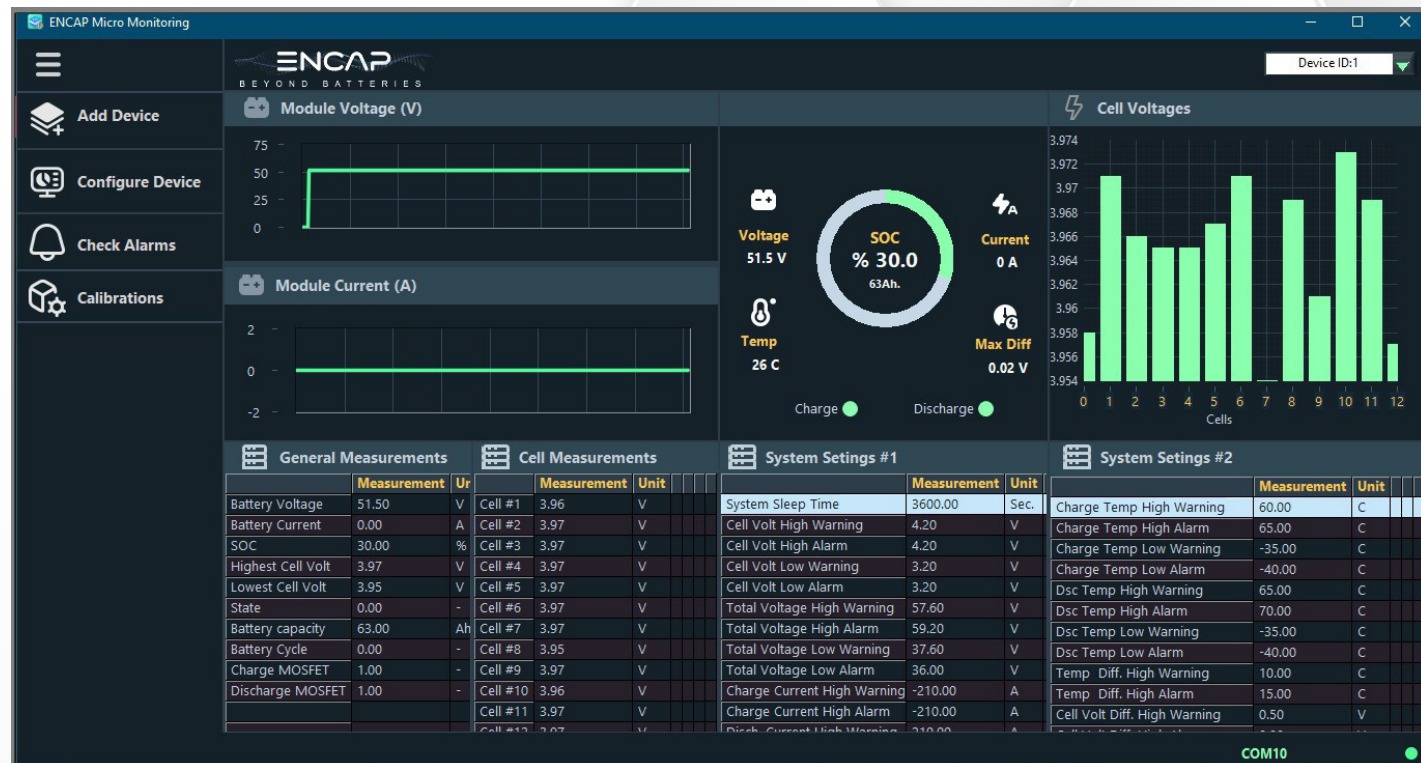 ENCAP Micro Monitoring
ENCAP
BEYOND BATTERIES
Device ID:1
Add Device
Configure Device
Check Alarms
Calibrations
Module Voltage (V)
75
50
25
0
Module Current (A)
2
0
-2
Voltage
51.5 V
SOC
% 30.0
63Ah.
A
Current
0 A
Temp
26 C
Max Diff
0.02 V
Charge
Discharge
Cell Voltages
3.974
3.972
3.97
3.968
3.966
3.964
3.962
3.96
3.958
3.956
3.954
0 1 2 3 4 5 6 7 8 9 10 11 12
Cells
General Measurements
Measurement Un
Battery Voltage 51.50 V
Battery Current 0.00 A
SOC 30.00 %
Highest Cell Volt 3.97 V
Lowest Cell Volt 3.95 V
State 0.00 -
Battery capacity 63.00 Ah
Battery Cycle 0.00 -
Charge MOSFET 1.00 -
Discharge MOSFET 1.00 -
Cell Measurements
Measurement Unit
Cell #1 3.96 V
Cell #2 3.97 V
Cell #3 3.97 V
Cell #4 3.97 V
Cell #5 3.97 V
Cell #6 3.97 V
Cell #7 3.97 V
Cell #8 3.95 V
Cell #9 3.97 V
Cell #10 3.96 V
Cell #11 3.97 V
Cell #12 3.97 V
System Setings #1
Measurement Unit
System Sleep Time 3600.00 Sec.
Cell Volt High Warning 4.20 V
Cell Volt High Alarm 4.20 V
Cell Volt Low Warning 3.20 V
Cell Volt Low Alarm 3.20 V
Total Voltage High Warning 57.60 V
Total Voltage High Alarm 59.20 V
Total Voltage Low Warning 37.60 V
Total Voltage Low Alarm 36.00 V
Charge Current High Warning -210.00 A
Charge Current High Alarm -210.00 A
Disch. Current High Warning 210.00 A
System Setings #2
Measurement Unit
Charge Temp High Warning 60.00 C
Charge Temp High Alarm 65.00 C
Charge Temp Low Warning -35.00 C
Charge Temp Low Alarm -40.00 C
Dsc Temp High Warning 65.00 C
Dsc Temp High Alarm 70.00 C
Dsc Temp Low Warning -35.00 C
Dsc Temp Low Alarm -40.00 C
Temp Diff. High Warning 10.00 C
Temp Diff. High Alarm 15.00 C
Cell Volt Diff. High Warning 0.50 V
COM10